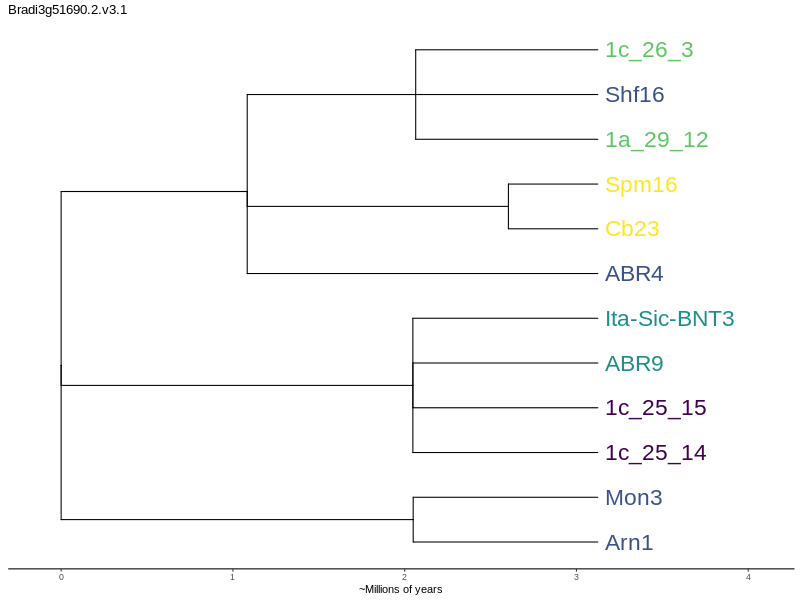 Bradi3g51690.2.v3.1
1c_26_3
Shf16
1a_29_12
Spm16
Cb23
ABR4
Ita-Sic-BNT3
ABR9
1c_25_15
1c_25_14
Mon3
Arn1
0 1 2 3 4
~Millions of years